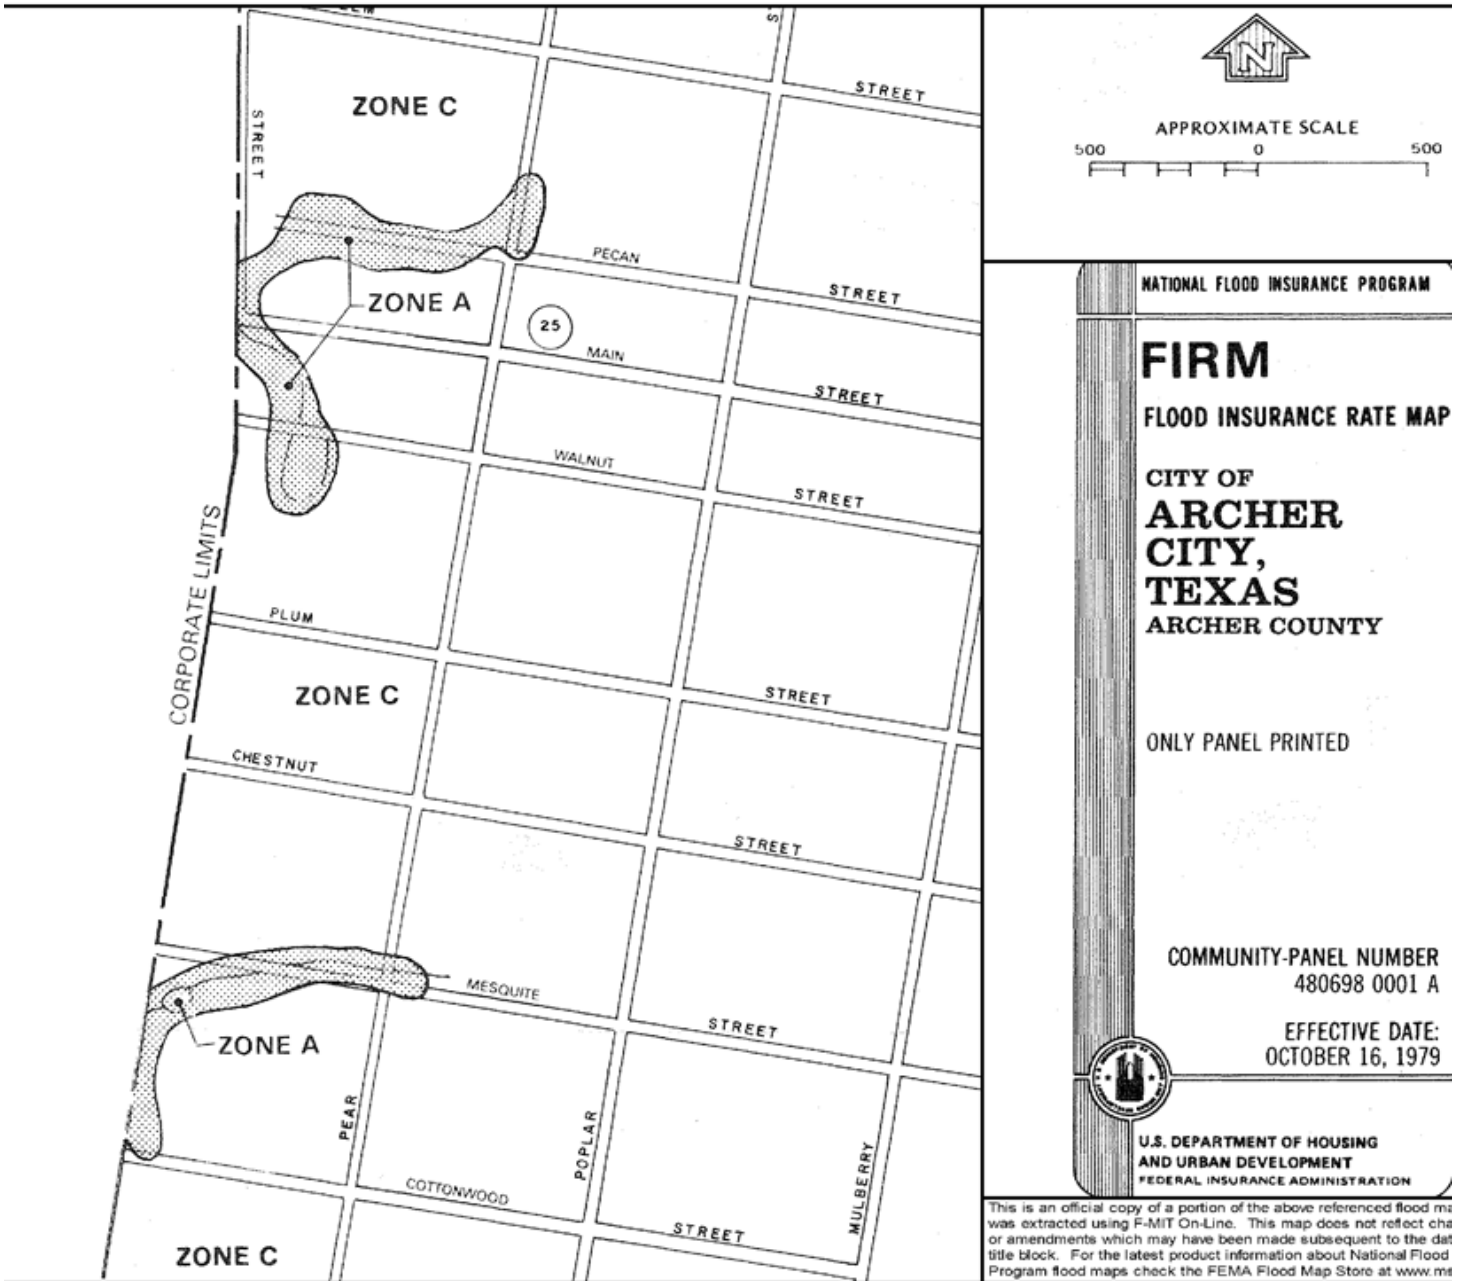 STREET
ZONE C
STREET
PECAN
STREET
ZONE A
25
MAIN
STREET
WALNUT
STREET
CORPORATE LIMITS
PLUM
STREET
ZONE C
CHESTNUT
STREET
MESQUITE
STREET
ZONE A
PEAR
POPLAR
MULBERRY
COTTONWOOD
STREET
ZONE C
N
APPROXIMATE SCALE
500 0 500
NATIONAL FLOOD INSURANCE PROGRAM
FIRM
FLOOD INSURANCE RATE MAP
CITY OF
ARCHER
CITY,
TEXAS
ARCHER COUNTY
ONLY PANEL PRINTED
COMMUNITY-PANEL NUMBER
480698 0001 A
EFFECTIVE DATE:
OCTOBER 16, 1979
U.S. DEPARTMENT OF HOUSING
AND URBAN DEVELOPMENT
FEDERAL INSURANCE ADMINISTRATION
This is an official copy of a portion of the above referenced flood ma
was extracted using F-MIT On-Line. This map does not reflect cha
or amendments which may have been made subsequent to the dat
title block. For the latest product information about National Flood
Program flood maps check the FEMA Flood Map Store at www.ms